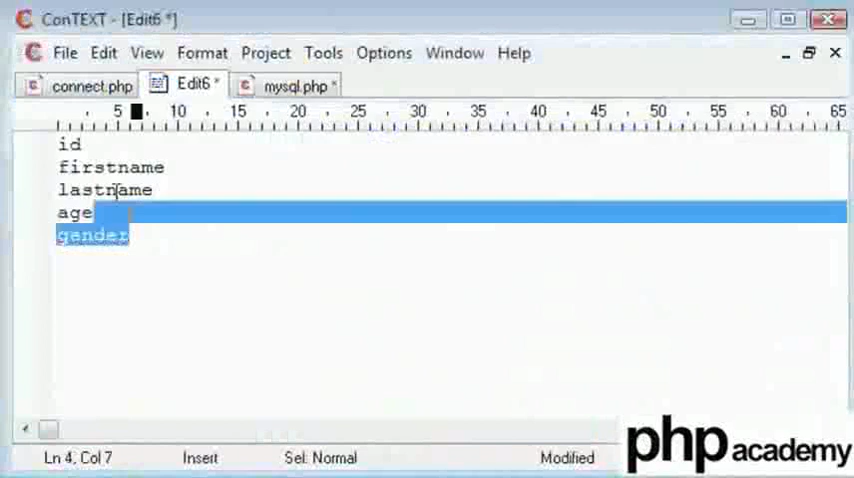 ConTEXT - [Edit6 *]
File Edit View Format Project Tools Options Window Help
connect.php Edit6 * mysql.php *
5 10 15 20 25 30 35 40 45 50 55 60 65
id
firstname
lastname
age
gender
Ln 4, Col 7 Insert Sel: Normal Modified
php academy